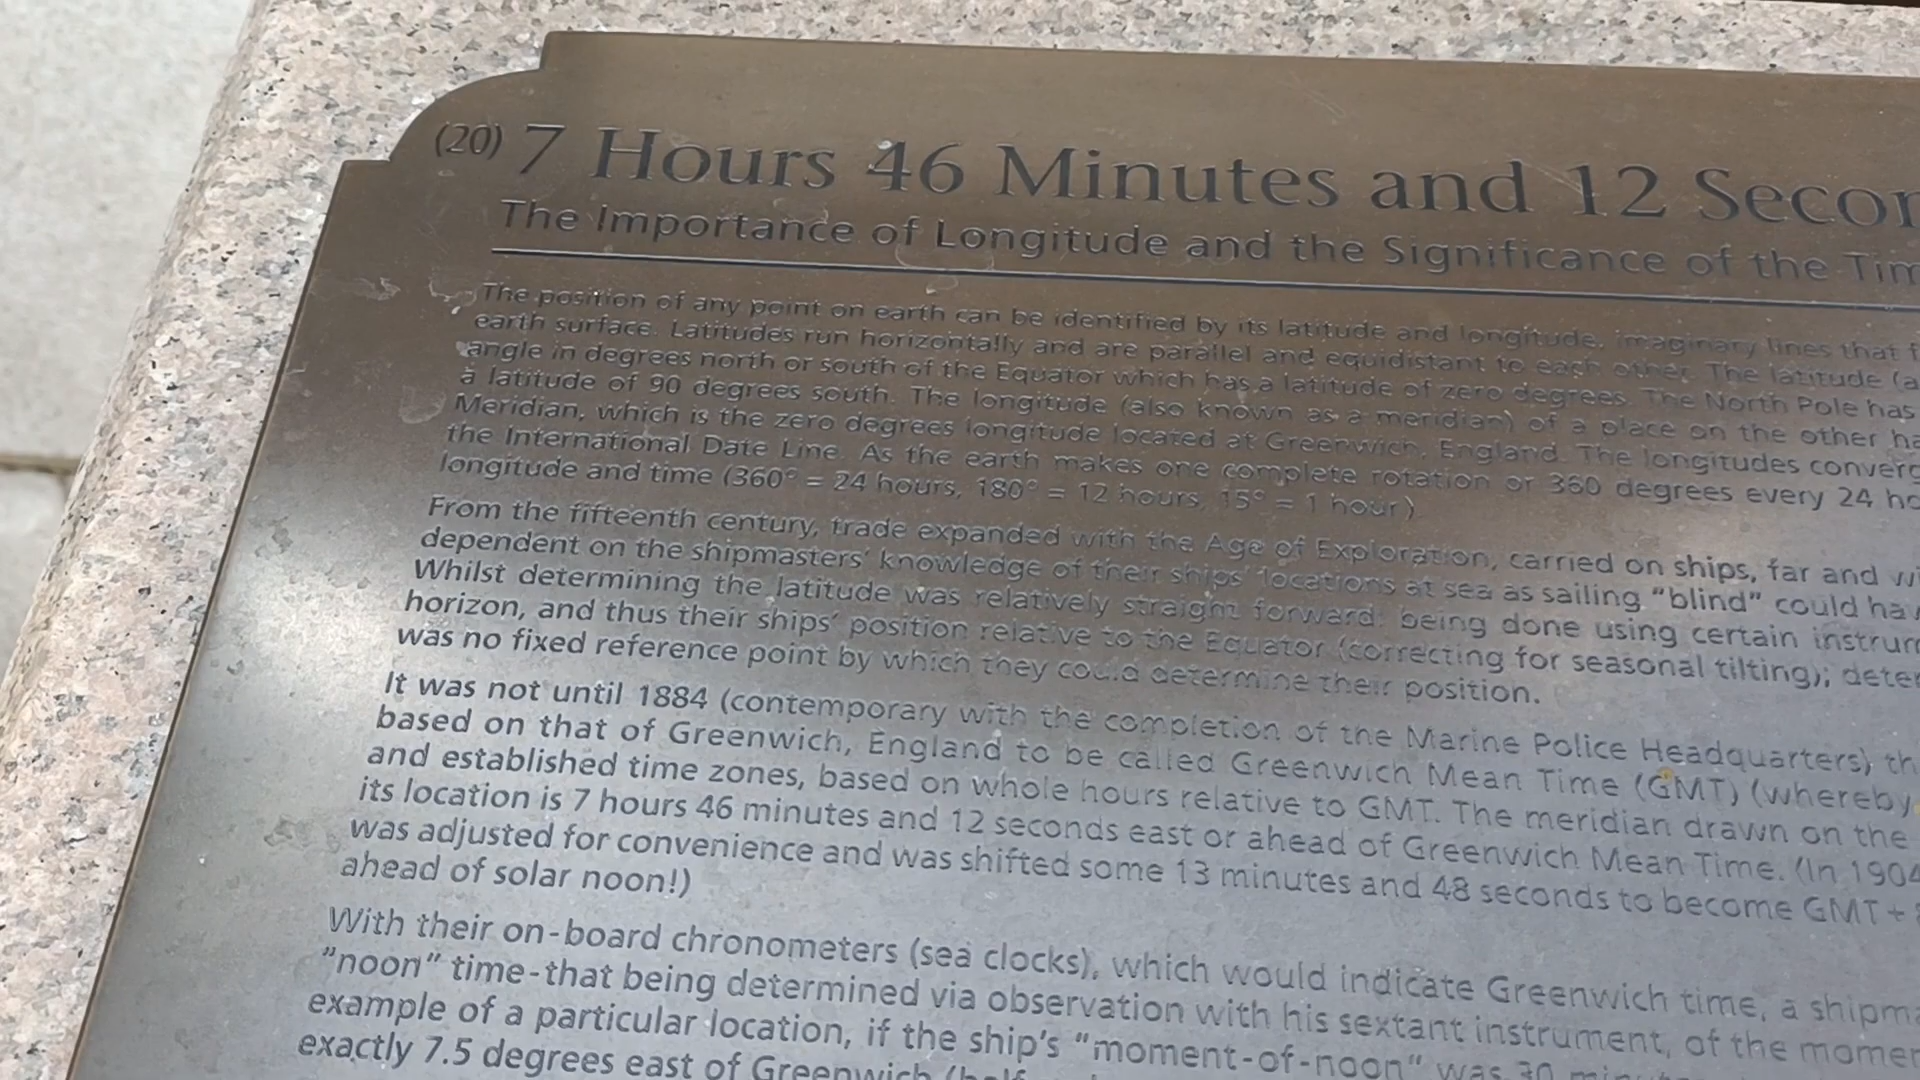 (20) 7 Hours 46 Minutes and 12 Secon
The Importance of Longitude and the Significance of the Tim
The position of any point on earth can be identified by its latitude and longitude, imaginary lines that f
earth surface. Latitudes run horizontally and are parallel and equidistant to each other. The latitude (a
angle in degrees north or south of the Equator which has a latitude of zero degrees. The North Pole has
a latitude of 90 degrees south. The longitude (also known as a meridian) of a place on the other ha
Meridian, which is the zero degrees longitude located at Greenwich, England. The longitudes converg
the International Date Line. As the earth makes one complete rotation or 360 degrees every 24 ho
longitude and time (360° = 24 hours, 180° = 12 hours, 15° = 1 hour)
From the fifteenth century, trade expanded with the Age of Exploration, carried on ships, far and wi
dependent on the shipmasters' knowledge of their ships' locations at sea as sailing "blind" could hav
Whilst determining the latitude was relatively straight forward: being done using certain instrum
horizon, and thus their ships' position relative to the Equator (correcting for seasonal tilting); deter
was no fixed reference point by which they could determine their position.
It was not until 1884 (contemporary with the completion of the Marine Police Headquarters) th
based on that of Greenwich, England to be called Greenwich Mean Time (GMT) (whereby
and established time zones, based on whole hours relative to GMT. The meridian drawn on the
its location is 7 hours 46 minutes and 12 seconds east or ahead of Greenwich Mean Time. (In 1904
was adjusted for convenience and was shifted some 13 minutes and 48 seconds to become GMT +
ahead of solar noon!)
With their on-board chronometers (sea clocks), which would indicate Greenwich time, a shipma
"noon" time-that being determined via observation with his sextant instrument, of the momen
example of a particular location, if the ship's "moment-of-noon" was 30
exactly 7.5 degrees east of Greenwich (half